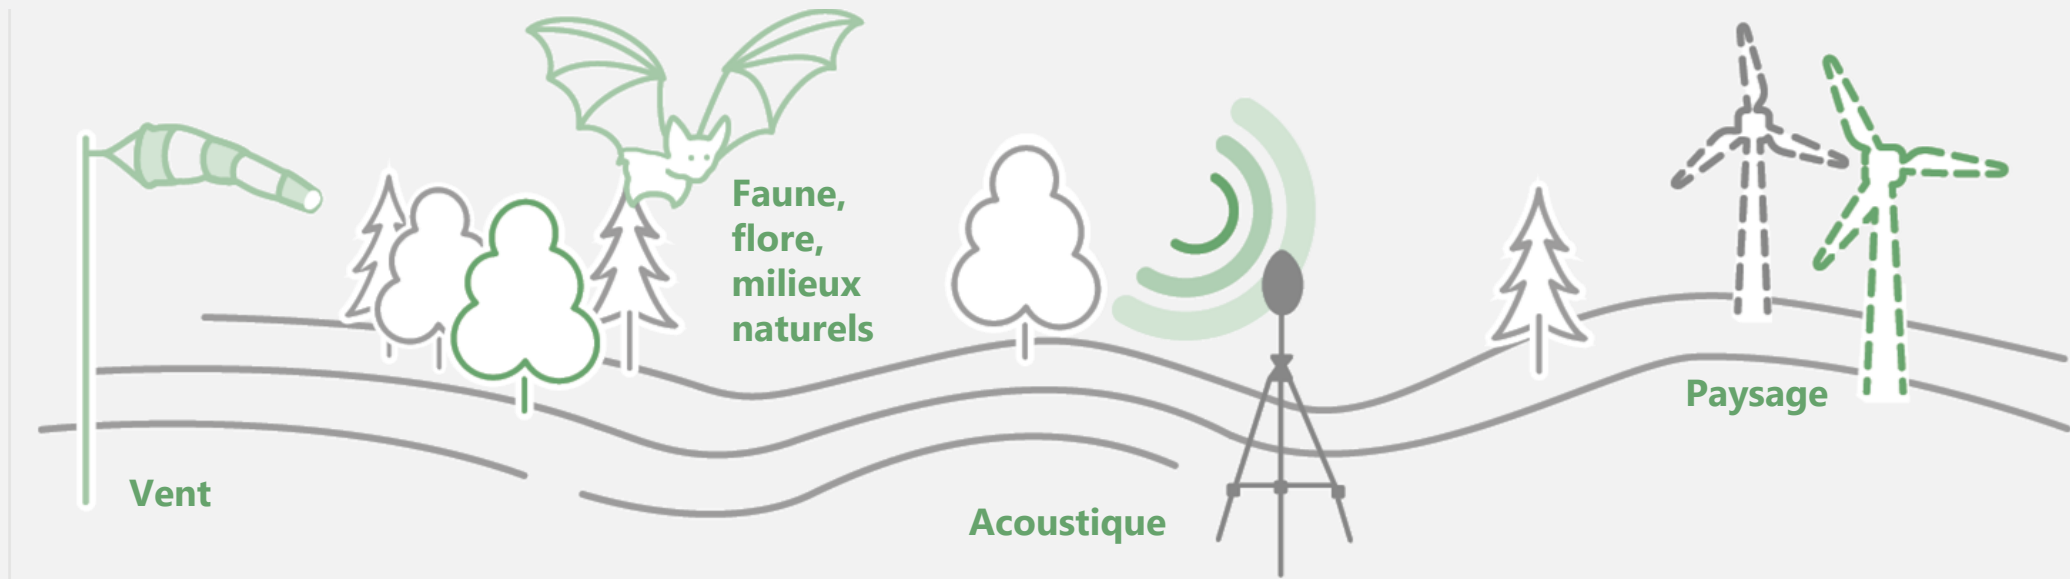 Vent
Faune,
flore,
milieux
naturels
Acoustique
Paysage